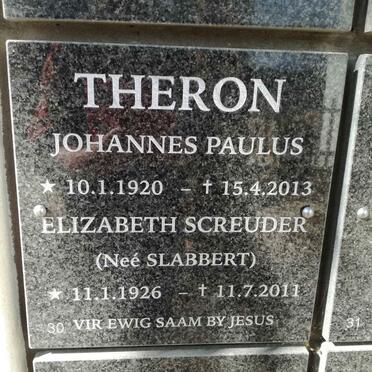 THERON
JOHANNES PAULUS
★ 10.1.1920 – † 15.4.2013
ELIZABETH SCREUDER
(Neé SLABBERT)
★ 11.1.1926 – † 11.7.2011
30 VIR EWIG SAAM BY JESUS
31